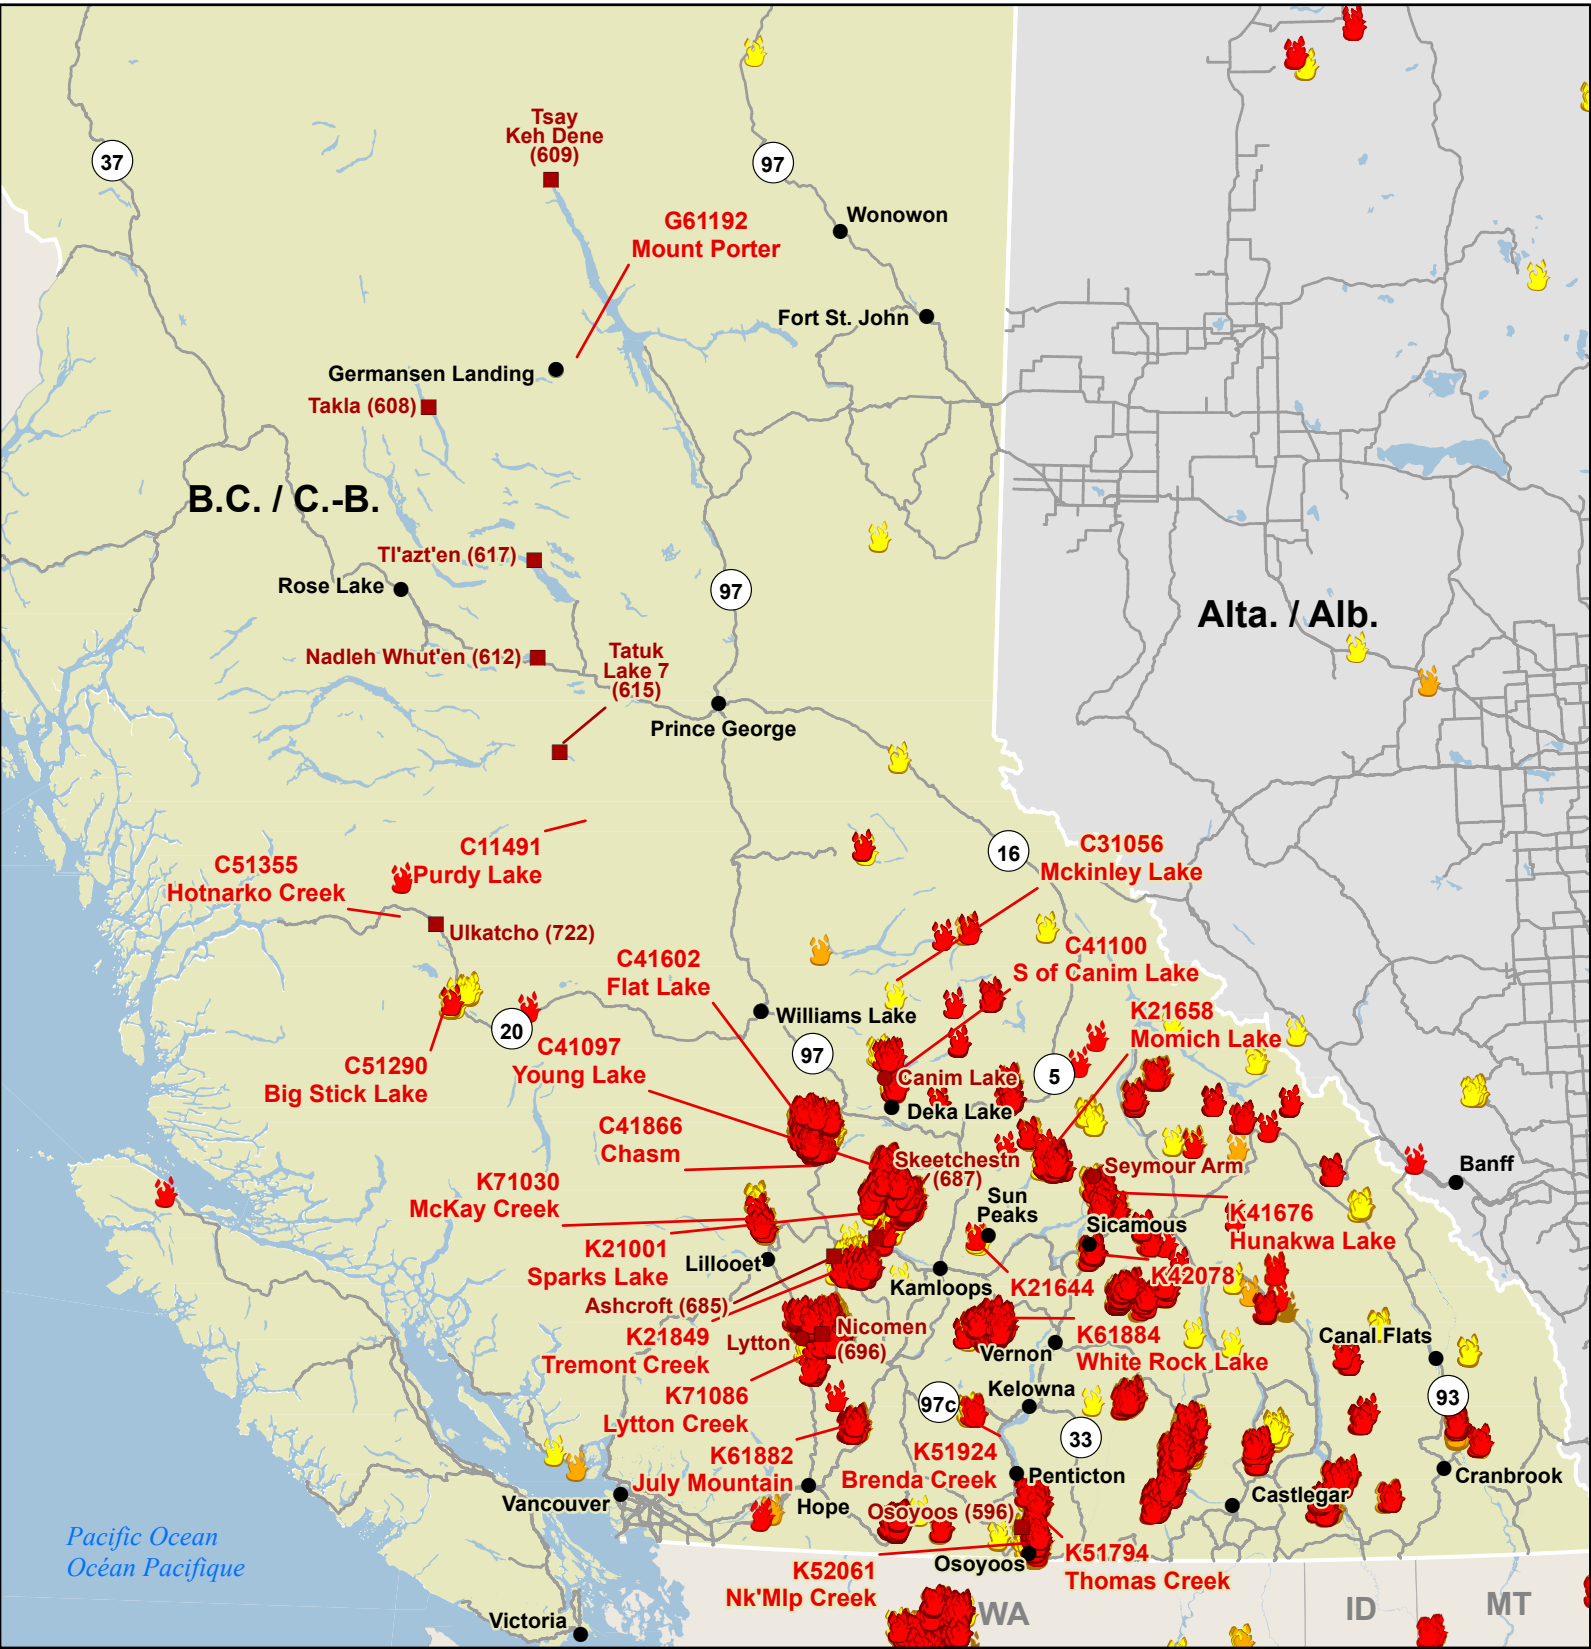 Tsay
Keh Dene
(609)
37
97
G61192
Mount Porter
Wonowon
Fort St. John
Germansen Landing
Takla (608)
B.C. / C.-B.
Tl'azt'en (617)
Rose Lake
97
Alta. / Alb.
Nadleh Whut'en (612)
Tatuk
Lake 7
(615)
Prince George
C11491
Purdy Lake
16
C31056
Mckinley Lake
C51355
Hotnarko Creek
Ulkatcho (722)
C41602
Flat Lake
C41100
S of Canim Lake
Williams Lake
K21658
Momich Lake
20
97
C51290
Big Stick Lake
C41097
Young Lake
Canim Lake
5
Deka Lake
C41866
Chasm
Skeetchestn
(687)
Seymour Arm
Banff
K71030
McKay Creek
Sun
Peaks
Sicamous
K41676
Hunakwa Lake
K21001
Sparks Lake
Lillooet
Kamloops
K21644
K42078
Ashcroft (685)
K21849
Tremont Creek
Lytton
Nicomen
(696)
Vernon
K61884
White Rock Lake
Canal Flats
K71086
Lytton Creek
97c
Kelowna
93
33
K61882
July Mountain
K51924
Brenda Creek
Penticton
Cranbrook
Vancouver
Hope
Osoyoos (596)
Castlegar
Pacific Ocean
Océan Pacifique
K52061
Nk'Mlp Creek
Osoyoos
K51794
Thomas Creek
Victoria
WA
ID
MT